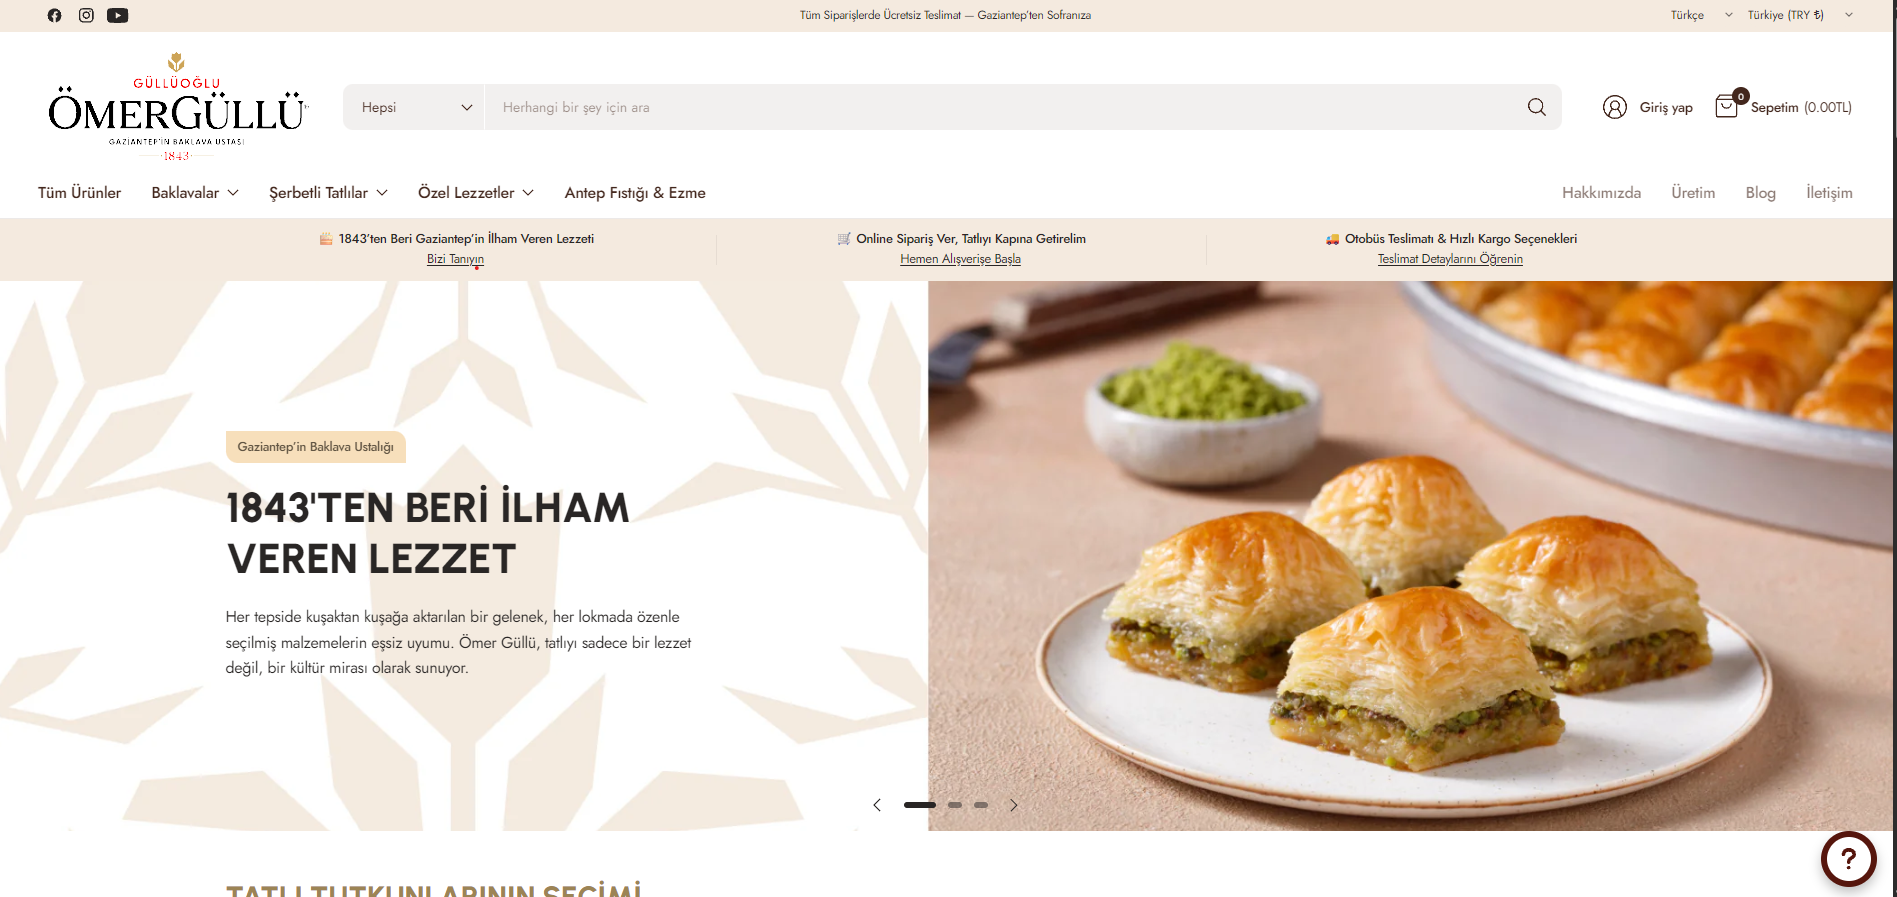 Tüm Siparişlerde Ücretsiz Teslimat — Gaziantep'ten Sofranıza
Türkçe
Türkiye (TRY ₺)
GÜLLÜOĞLU
ÖMERGÜLLÜ
GAZİANTEP'İN BAKLAVA USTASI
1843
Hepsi
Herhangi bir şey için ara
Giriş yap
0
Sepetim (0.00TL)
Tüm Ürünler
Baklavalar
Şerbetli Tatlılar
Özel Lezzetler
Antep Fıstığı & Ezme
Hakkımızda
Üretim
Blog
İletişim
1843'ten Beri Gaziantep'in İlham Veren Lezzeti
Bizi Tanıyın
🛒 Online Sipariş Ver, Tatlıyı Kapına Getirelim
Hemen Alışverişe Başla
🚚 Otobüs Teslimatı & Hızlı Kargo Seçenekleri
Teslimat Detaylarını Öğrenin
Gaziantep'in Baklava Ustalığı
1843'TEN BERİ İLHAM
VEREN LEZZET
Her tepside kuşaktan kuşağa aktarılan bir gelenek, her lokmada özenle
seçilmiş malzemelerin eşsiz uyumu. Ömer Güllü, tatlıyı sadece bir lezzet
değil, bir kültür mirası olarak sunuyor.
?
TATLI TUTKUNLARININ SEÇİMİ